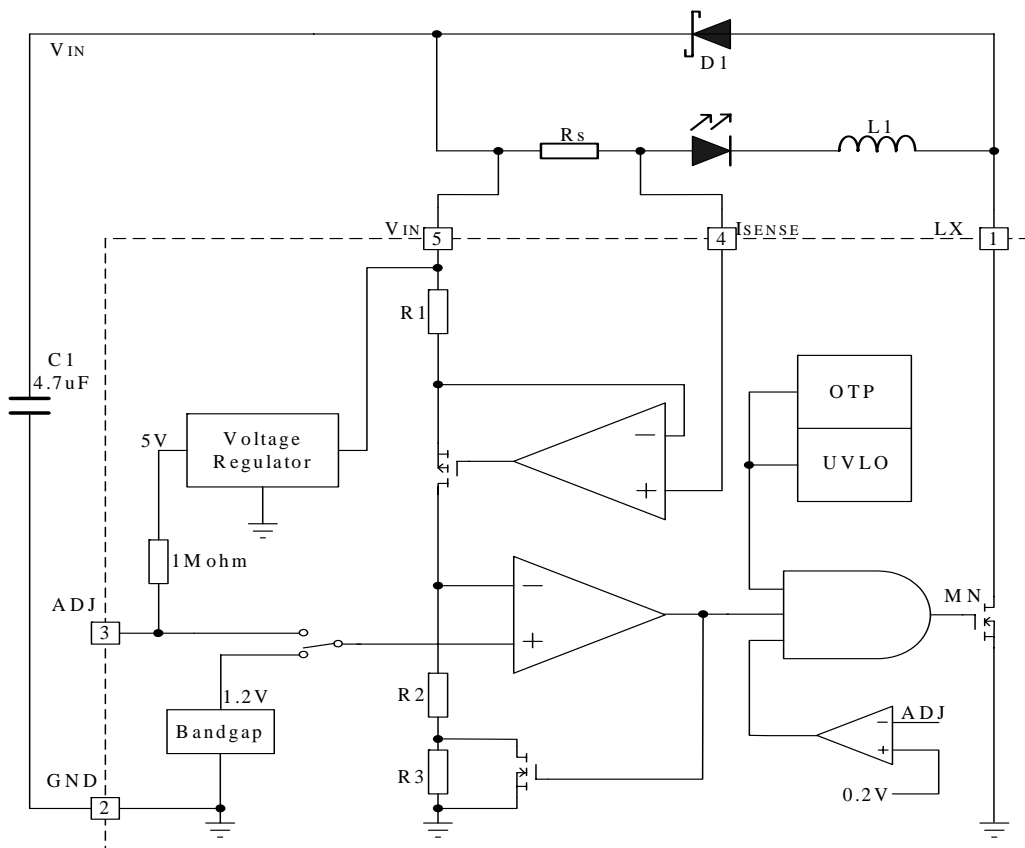 VIN
D1
Rs
L1
VIN
5
4
ISENSE
LX
1
R1
C1
4.7uF
OTP
5V
Voltage
Regulator
−
+
UVLO
1Mohm
ADJ
3
−
+
MN
1.2V
R2
Bandgap
−
ADJ
+
GND
2
R3
0.2V